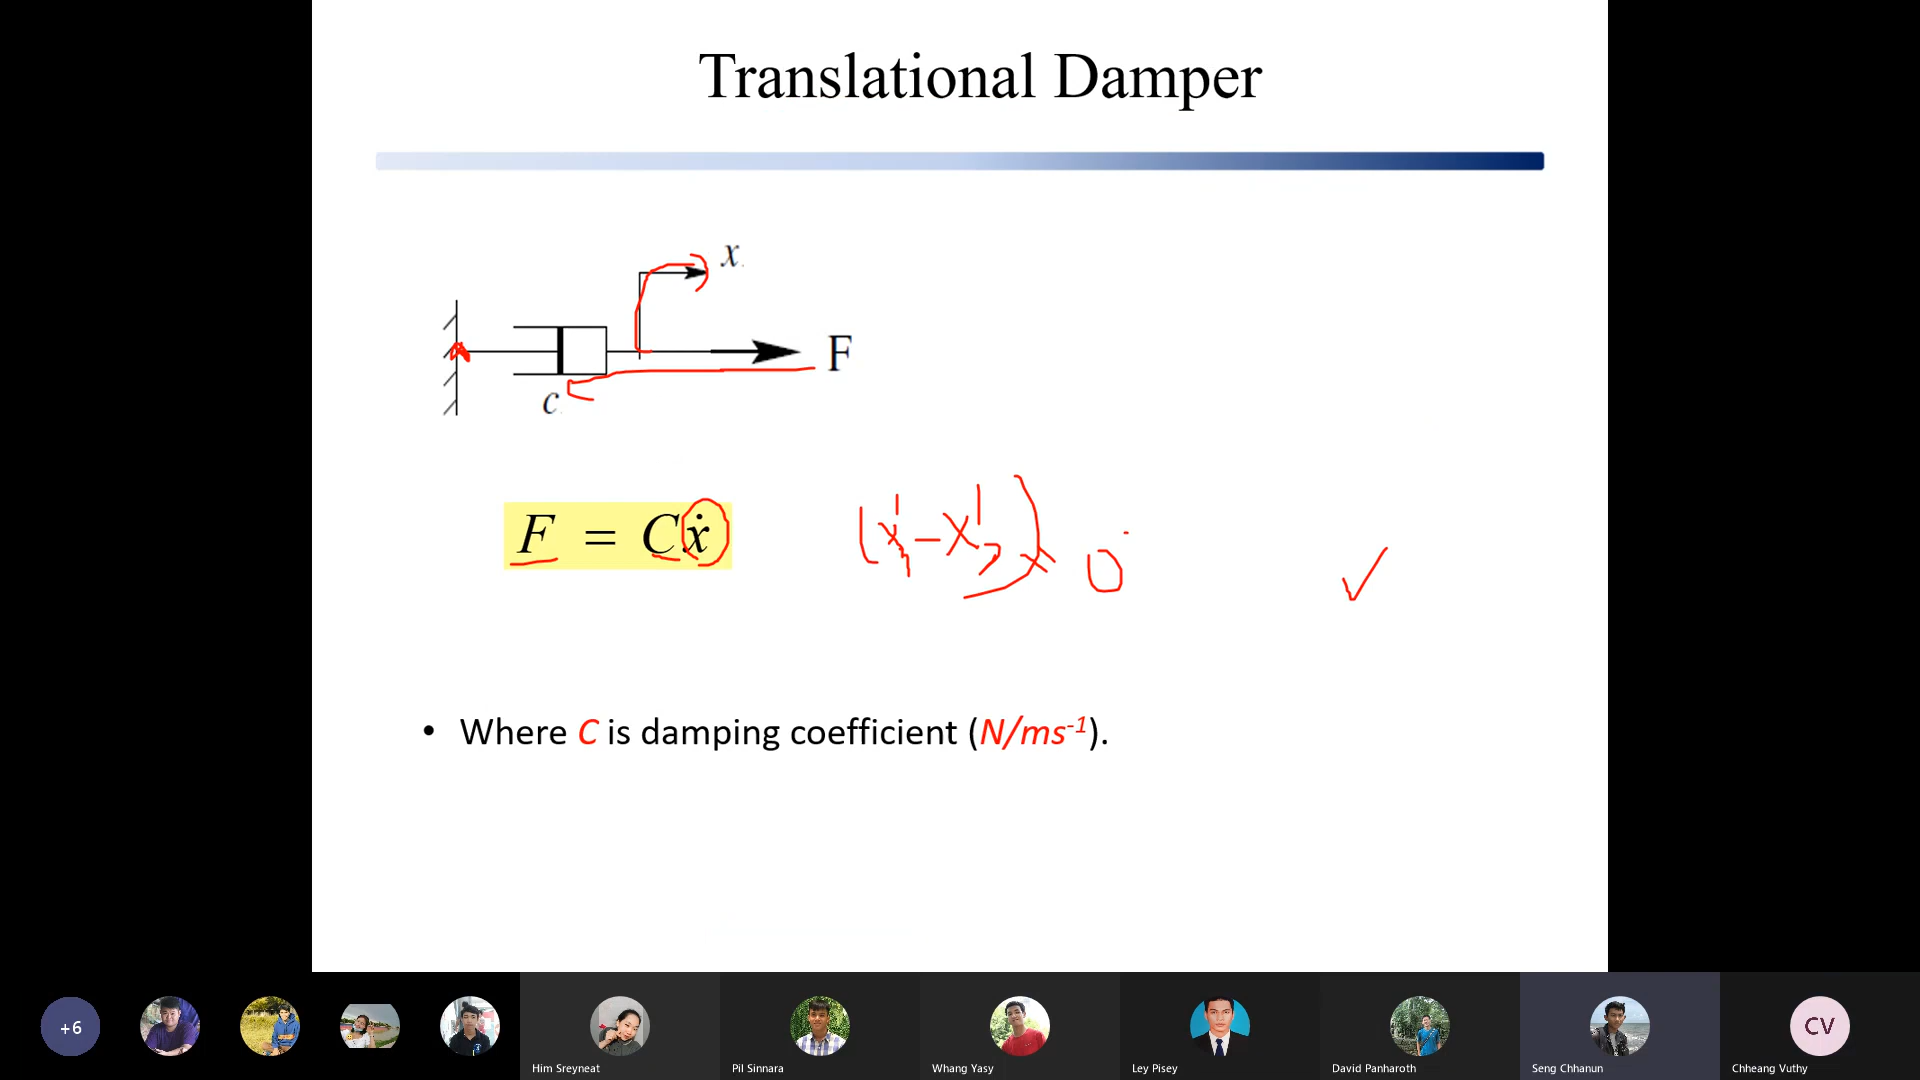 Translational Damper
x
F
c
F = Cẋ
(x₁' - x₂') 0
• Where C is damping coefficient (N/ms⁻¹).
+6
Him Sreyneat
Pil Sinnara
Whang Yasy
Ley Pisey
David Panharoth
Seng Chhanun
CV
Chheang Vuthy